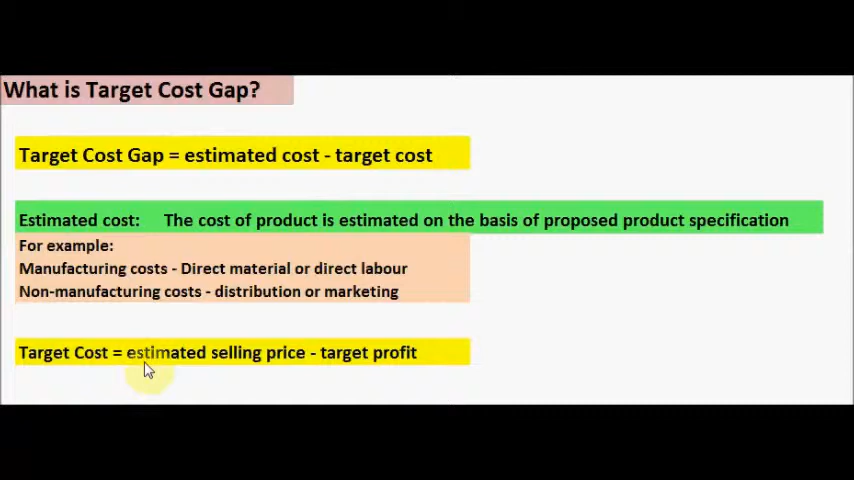 What is Target Cost Gap?
Target Cost Gap = estimated cost - target cost
Estimated cost: The cost of product is estimated on the basis of proposed product specification
For example:
Manufacturing costs - Direct material or direct labour
Non-manufacturing costs - distribution or marketing
Target Cost = estimated selling price - target profit